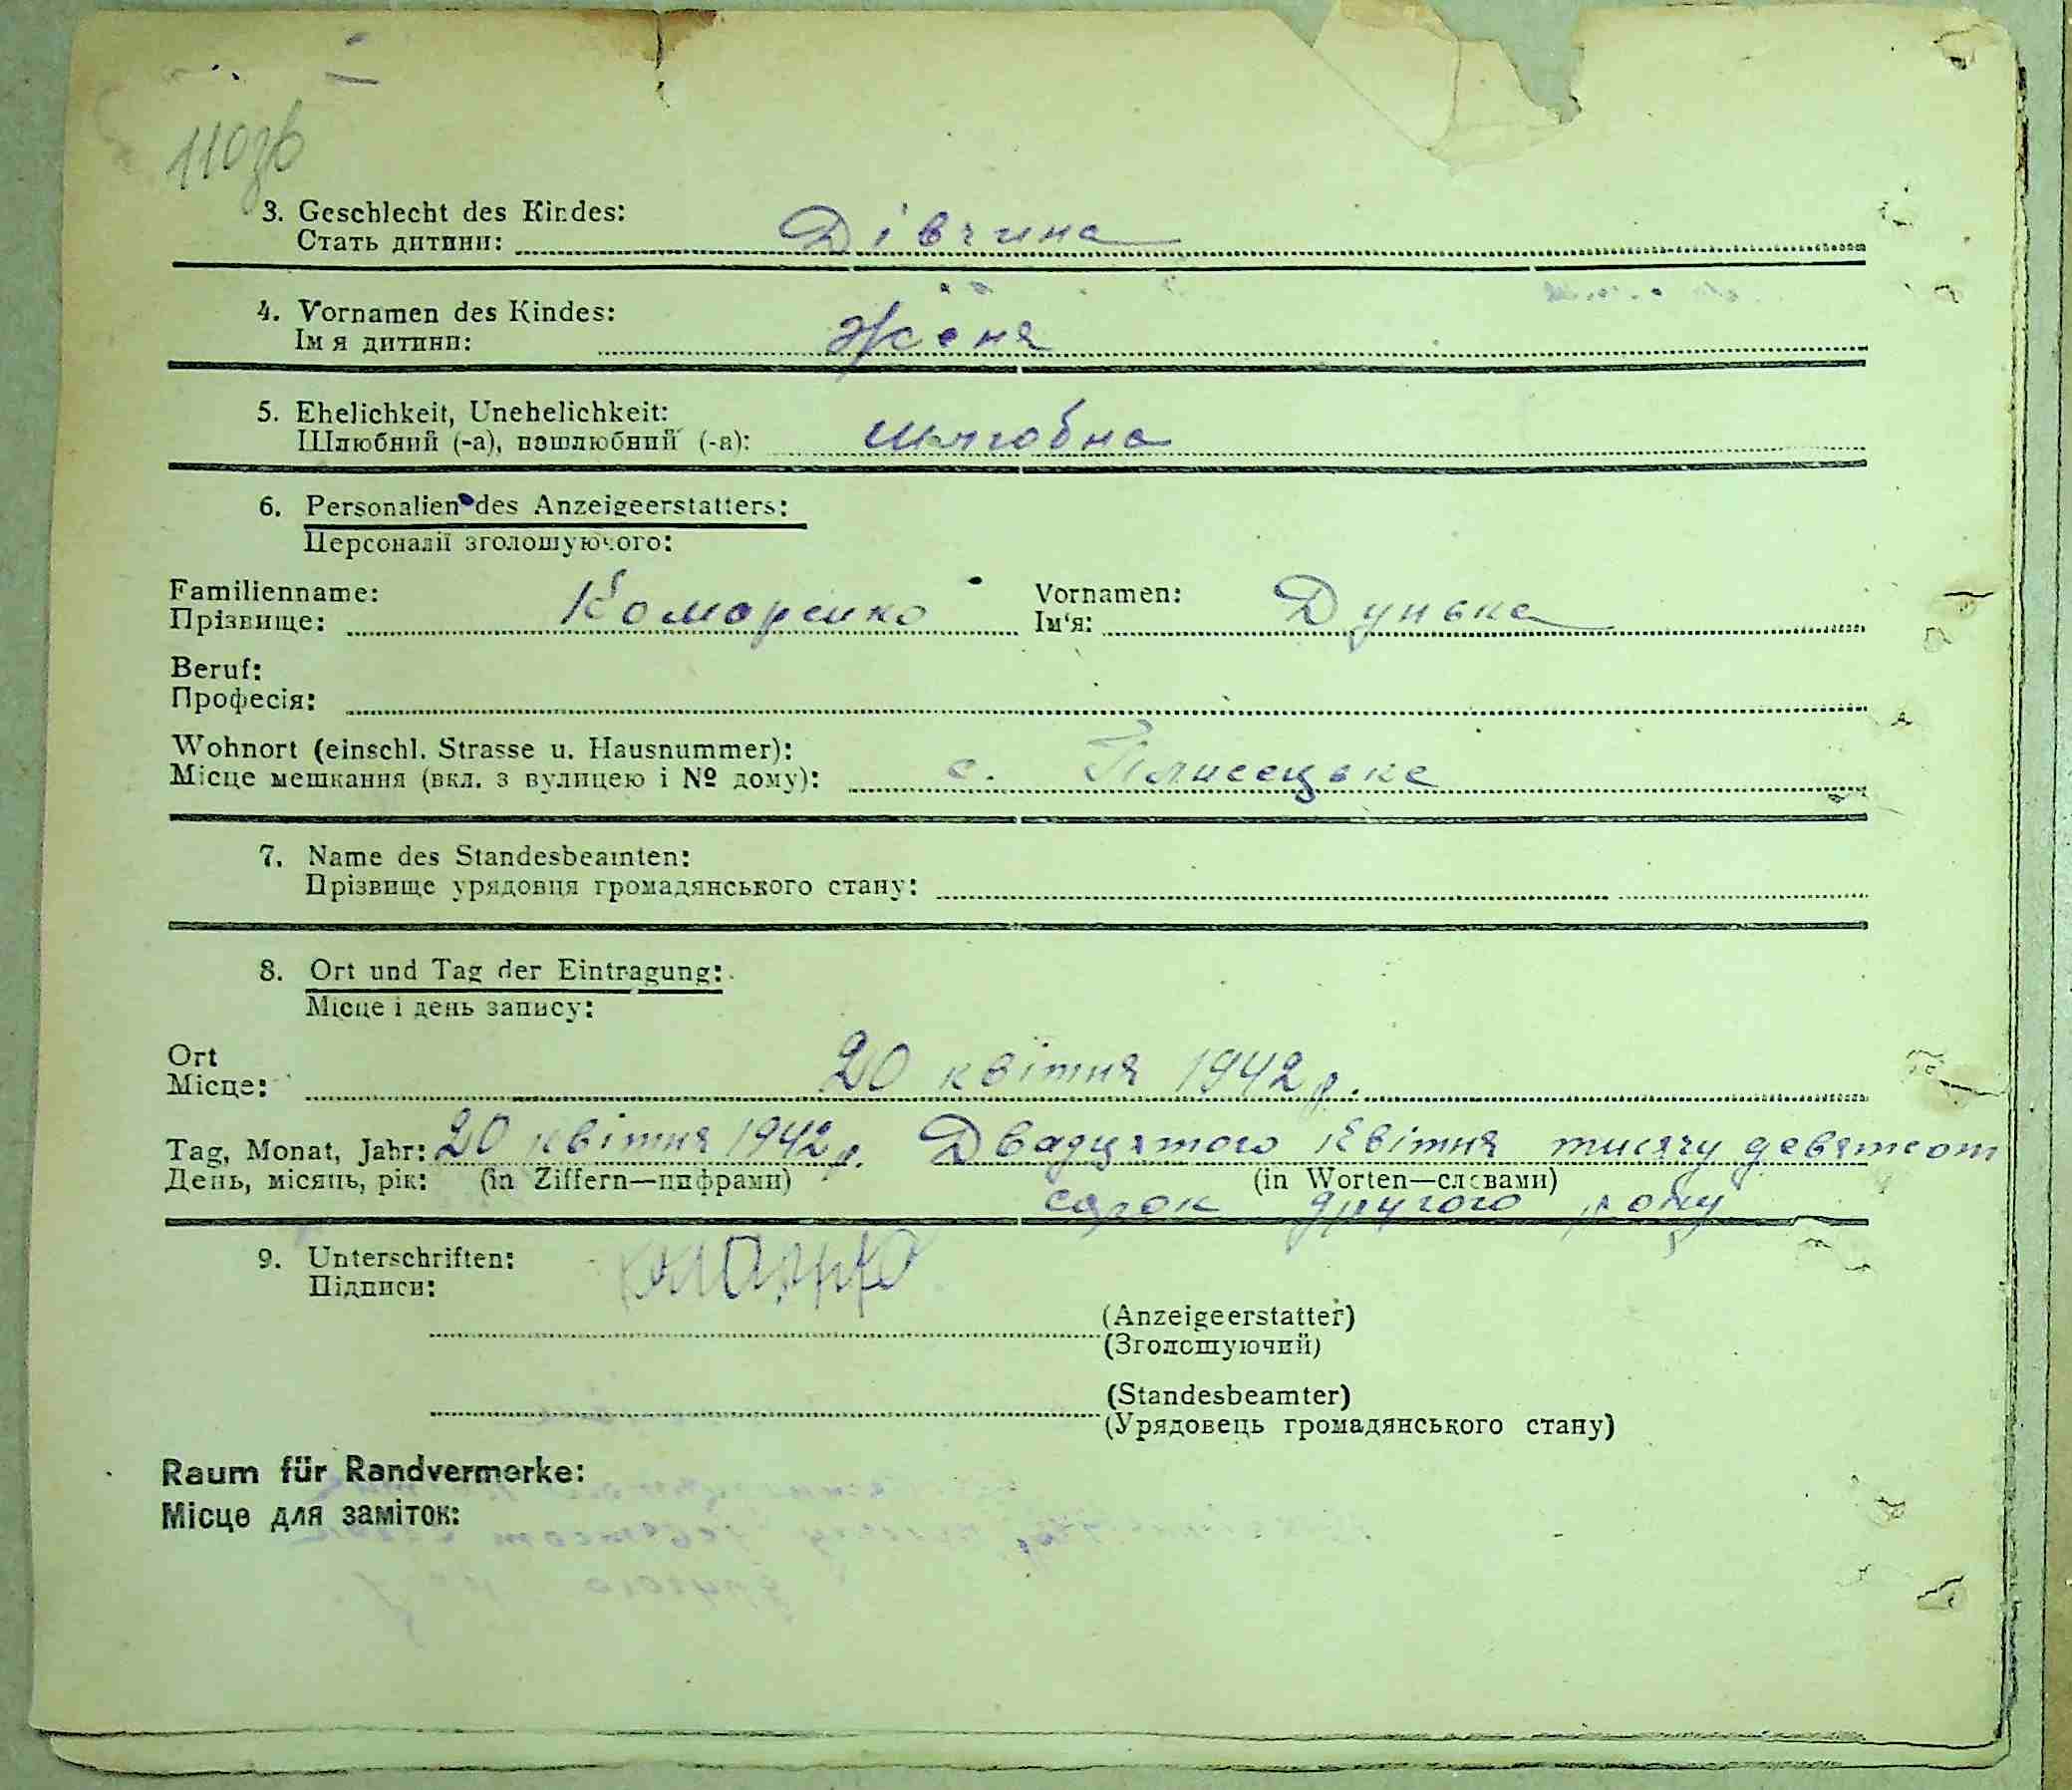 110зв
3. Geschlecht des Kindes:
Стать дитини: Дівчина
4. Vornamen des Kindes:
Ім я дитини: Женя
5. Ehelichkeit, Unehelichkeit:
Шлюбний (-а), нешлюбний (-а): шлюбна
6. Personalien des Anzeigeerstatters:
Персоналії зголошуючого:
Familienname: Vornamen:
Прізвище: Комаренко Ім'я: Дунька
Beruf:
Професія:
Wohnort (einschl. Strasse u. Hausnummer):
Місце мешкання (вкл. з вулицею і № дому): с. Плисецьке
7. Name des Standesbeamten:
Прізвище урядовця громадянського стану:
8. Ort und Tag der Eintragung:
Місце і день запису:
Ort
Місце: 20 квітня 1942 р.
Tag, Monat, Jahr: 20 квітня 1942 р. Двадцятого квітня тисячу девятсот
День, місяць, рік: (in Ziffern—цифрами) (in Worten—словами)
сорок другого року
9. Unterschriften:
Підписи:
(Anzeigeerstatter)
(Зголошуючий)
(Standesbeamter)
(Урядовець громадянського стану)
Raum für Randvermerke:
Місце для заміток: